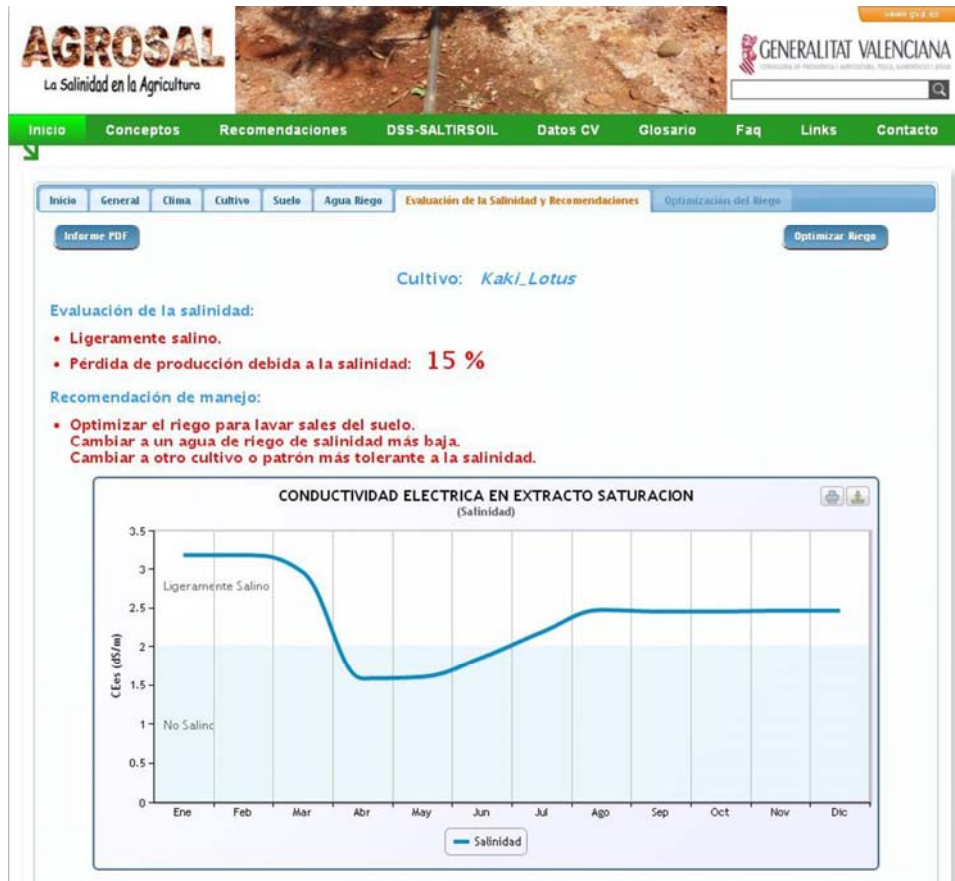 www.gva.es
AGROSAL
La Salinidad en la Agricultura
GENERALITAT VALENCIANA
Inicio Conceptos Recomendaciones DSS-SALTIRSOIL Datos CV Glosario Faq Links Contacto
Inicio General Clima Cultivo Suelo Agua Riego Evaluación de la Salinidad y Recomendaciones Optimización del Riego
Informe PDF Optimizar Riego
Cultivo: Kaki_Lotus
Evaluación de la salinidad:
• Ligeramente salino.
• Pérdida de producción debida a la salinidad: 15 %
Recomendación de manejo:
• Optimizar el riego para lavar sales del suelo.
Cambiar a un agua de riego de salinidad más baja.
Cambiar a otro cultivo o patrón más tolerante a la salinidad.
CONDUCTIVIDAD ELECTRICA EN EXTRACTO SATURACION
(Salinidad)
CEes (dS/m)
3.5
3
Ligeramente Salino
2.5
2
1.5
1 No Salino
0.5
0
Ene Feb Mar Abr May Jun Jul Ago Sep Oct Nov Dic
Salinidad